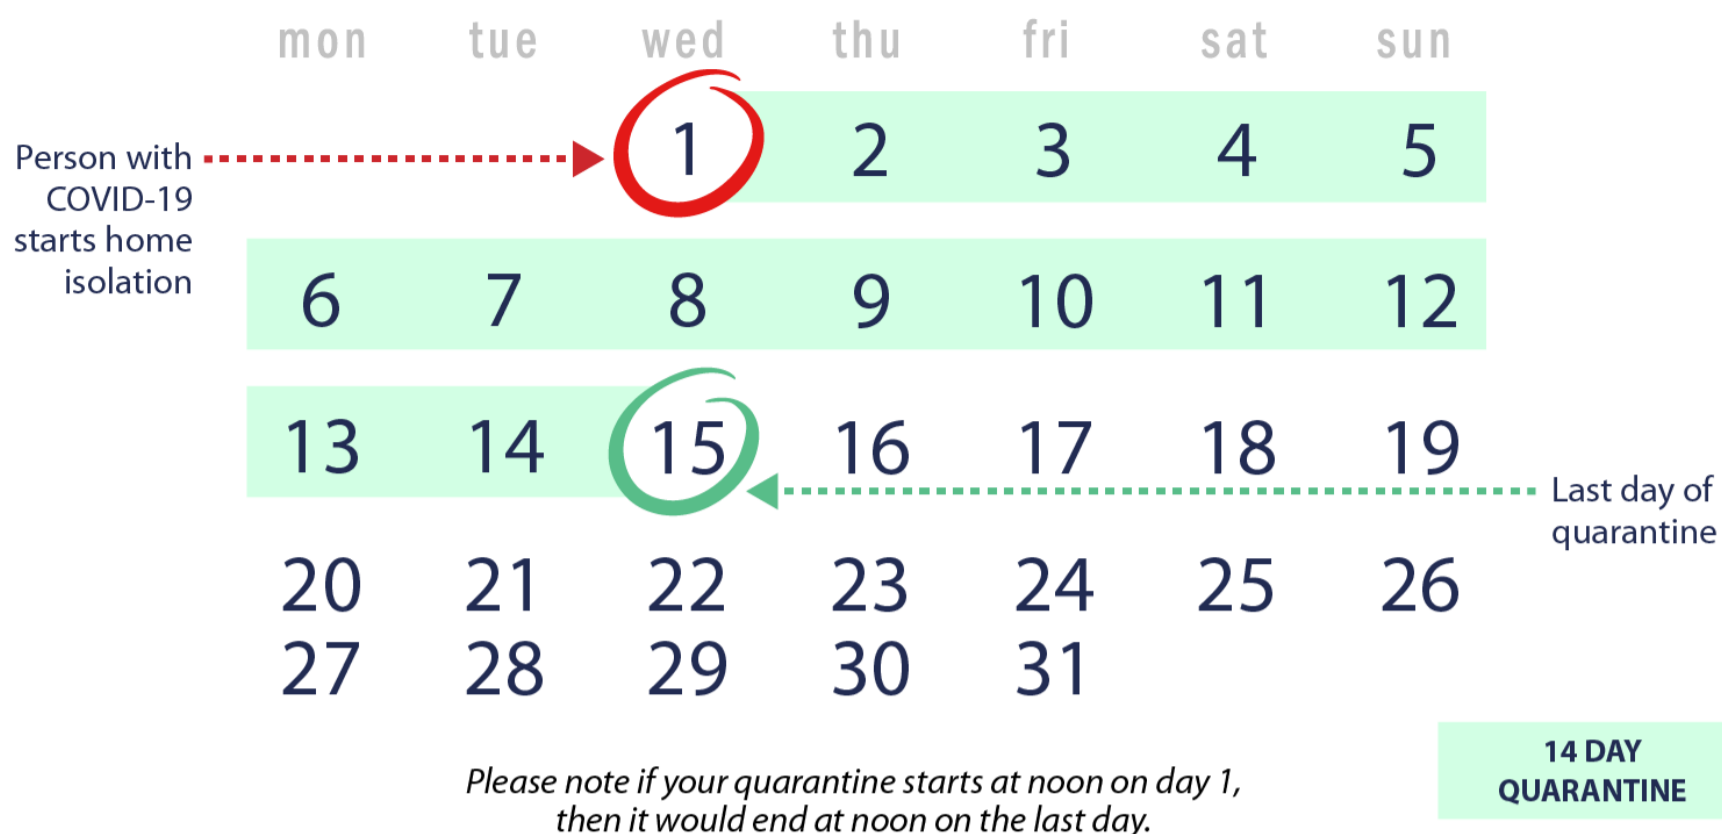 mon tue wed thu fri sat sun
1 2 3 4 5
Person with
COVID-19
starts home
isolation
6 7 8 9 10 11 12
13 14 15 16 17 18 19
Last day of
quarantine
20 21 22 23 24 25 26
27 28 29 30 31
14 DAY
QUARANTINE
Please note if your quarantine starts at noon on day 1,
then it would end at noon on the last day.